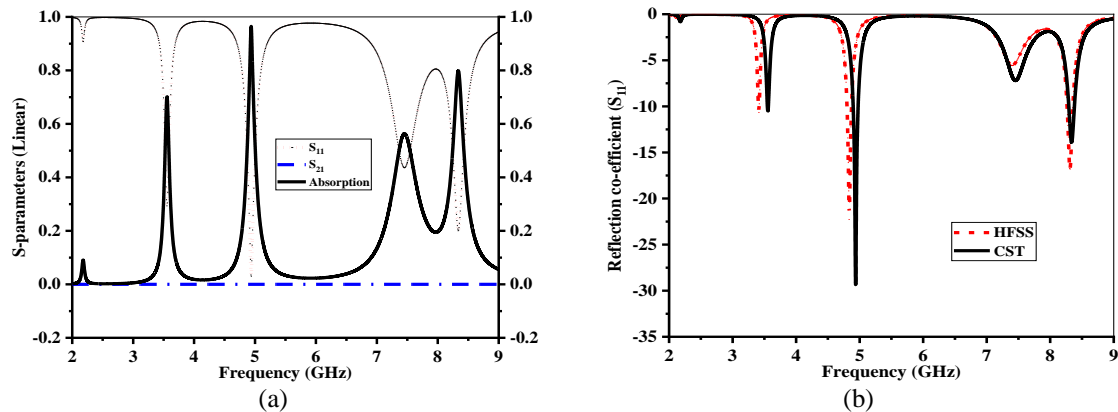 1.0
0.8
0.6
0.4
0.2
0.0
-0.2
1.0
0.8
0.6
0.4
0.2
0.0
-0.2
S-parameters (Linear)
S11
S21
Absorption
2 3 4 5 6 7 8 9
Frequency (GHz)
(a)
0
-5
-10
-15
-20
-25
-30
-35
Reflection co-efficient (S11)
HFSS
CST
2 3 4 5 6 7 8 9
Frequency (GHz)
(b)